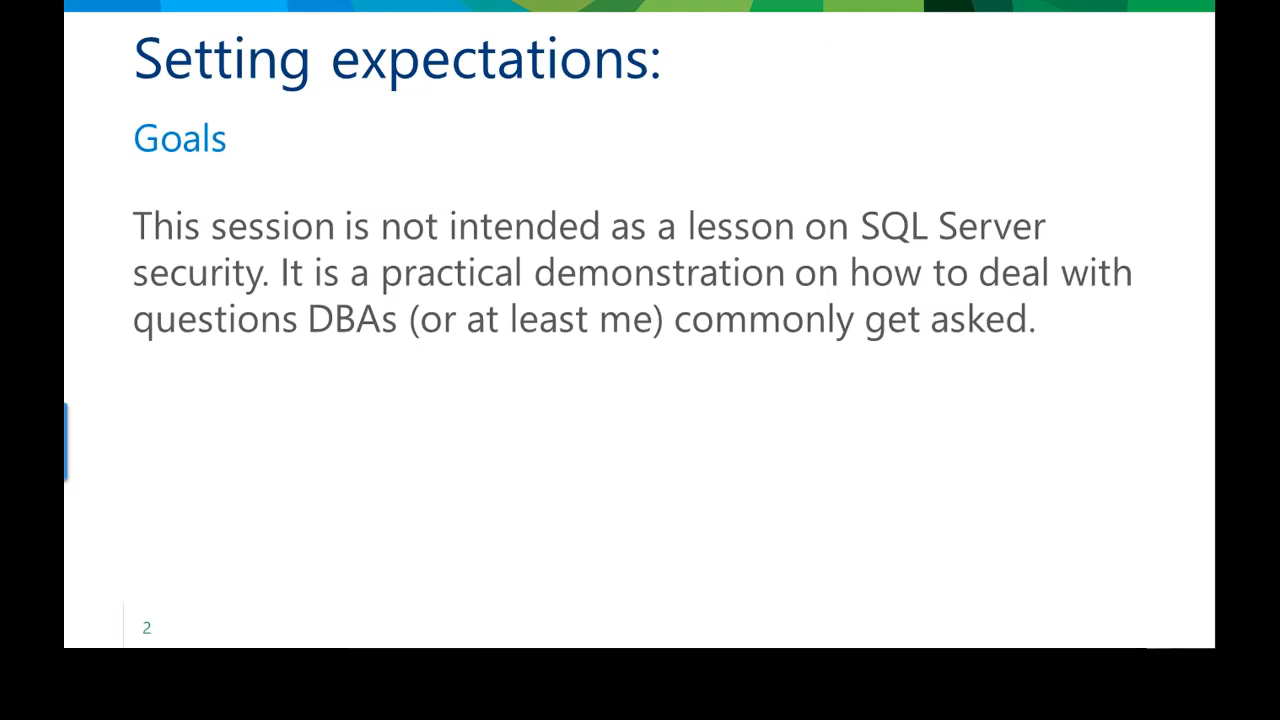 Setting expectations:
Goals
This session is not intended as a lesson on SQL Server
security. It is a practical demonstration on how to deal with
questions DBAs (or at least me) commonly get asked.
2